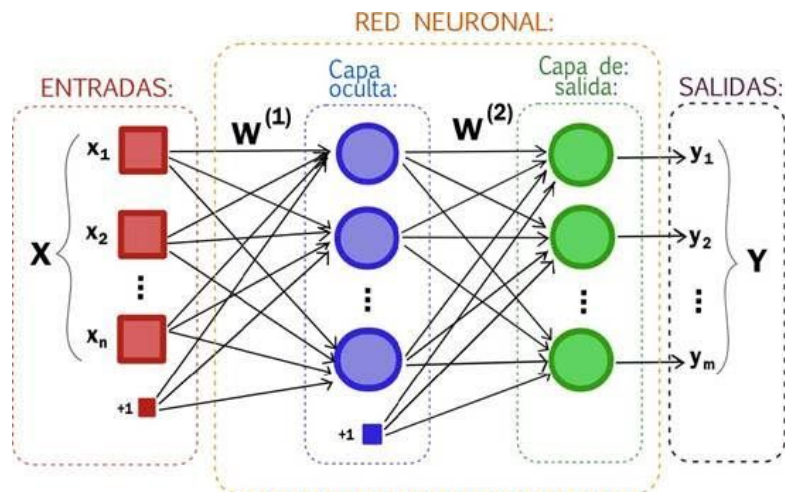 RED NEURONAL:
ENTRADAS:
Capa
oculta:
Capa de:
salida:
SALIDAS:
W(1)
W(2)
x1
x2
⋮
xn
+1
X
⋮
+1
⋮
y1
y2
⋮
ym
Y